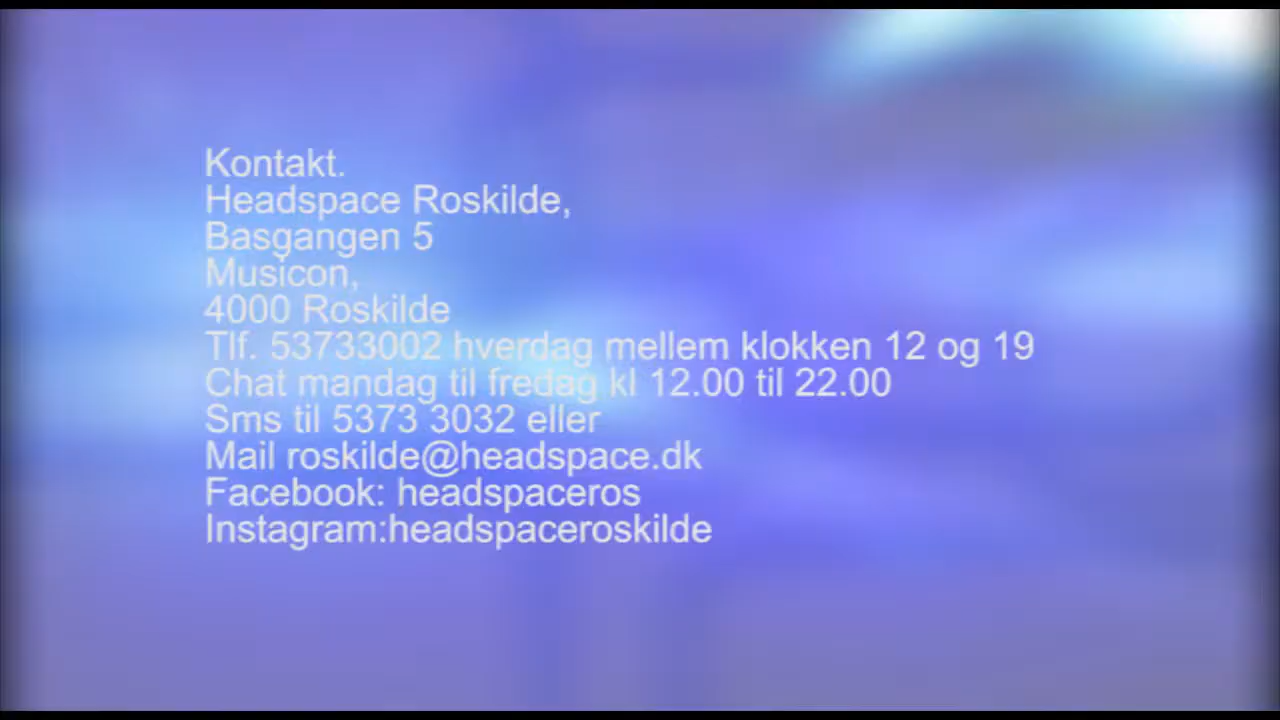 Kontakt.
Headspace Roskilde,
Basgangen 5
Musicon,
4000 Roskilde
Tlf. 53733002 hverdag mellem klokken 12 og 19
Chat mandag til fredag kl 12.00 til 22.00
Sms til 5373 3032 eller
Mail roskilde@headspace.dk
Facebook: headspaceros
Instagram:headspaceroskilde